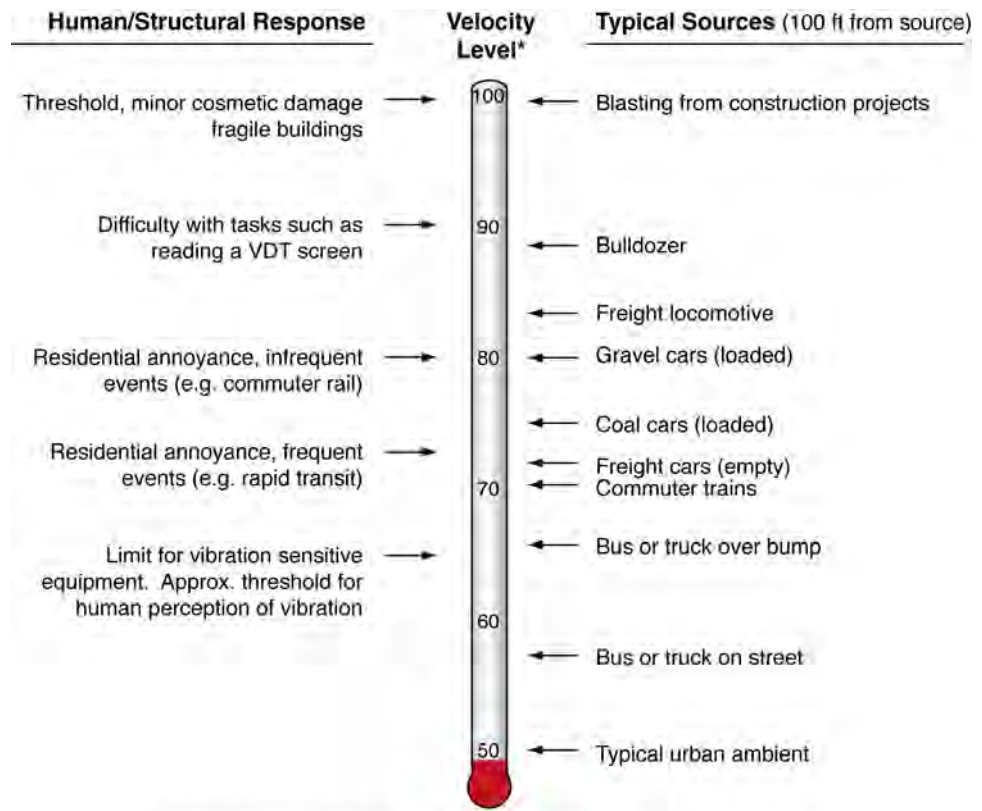 Human/Structural Response
Velocity
Level*
Typical Sources (100 ft from source)
Threshold, minor cosmetic damage
fragile buildings
100
Blasting from construction projects
Difficulty with tasks such as
reading a VDT screen
90
Bulldozer
Freight locomotive
Residential annoyance, infrequent
events (e.g. commuter rail)
80
Gravel cars (loaded)
Coal cars (loaded)
Residential annoyance, frequent
events (e.g. rapid transit)
Freight cars (empty)
70
Commuter trains
Bus or truck over bump
Limit for vibration sensitive
equipment. Approx. threshold for
human perception of vibration
60
Bus or truck on street
50
Typical urban ambient